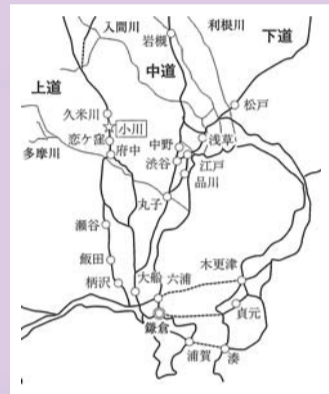 入間川
利根川
岩槻
下道
中道
上道
松戸
久米川
小川
恋ケ窪
浅草
中野
多摩川
府中
渋谷
江戸
品川
丸子
瀬谷
飯田
木更津
柄沢
大船
六浦
貞元
鎌倉
浦賀
湊